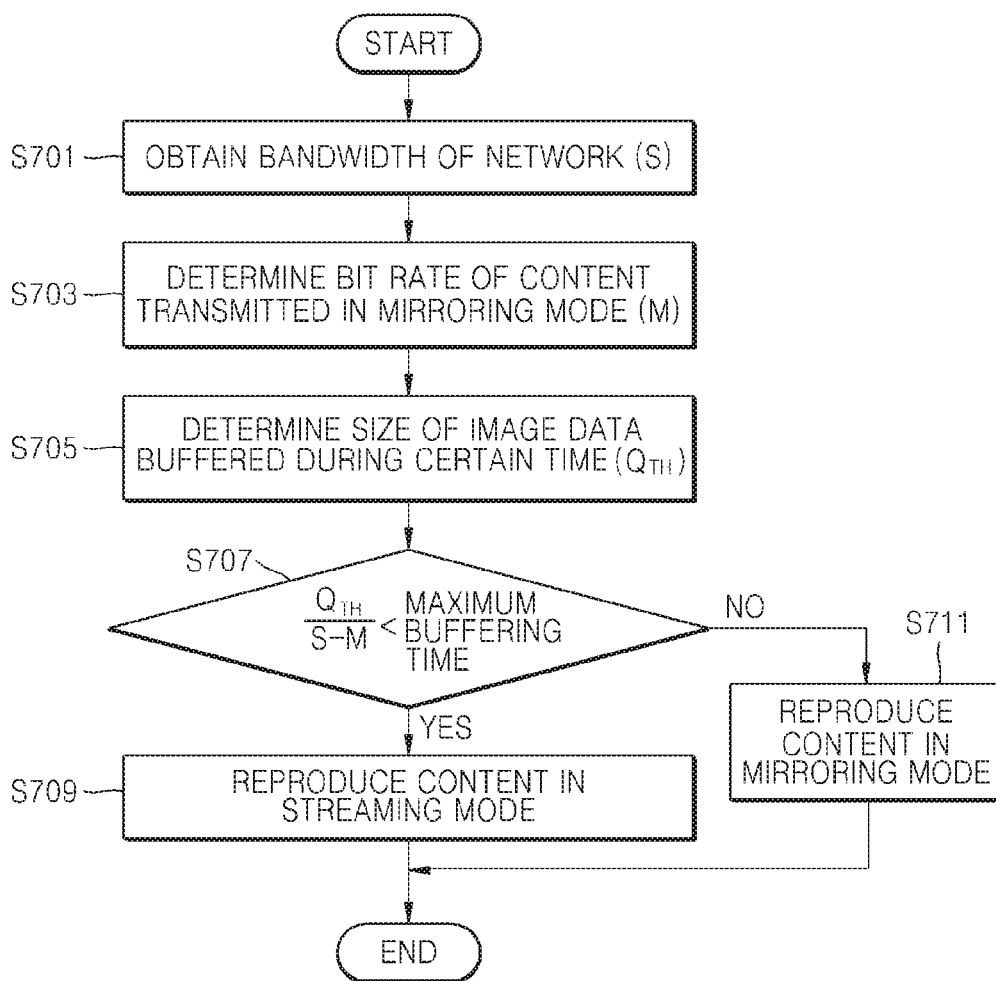 START
S701
OBTAIN BANDWIDTH OF NETWORK (S)
S703
DETERMINE BIT RATE OF CONTENT
TRANSMITTED IN MIRRORING MODE (M)
S705
DETERMINE SIZE OF IMAGE DATA
BUFFERED DURING CERTAIN TIME (QTH)
S707
QTH
S-M
<
MAXIMUM
BUFFERING
TIME
NO
S711
REPRODUCE
CONTENT IN
MIRRORING MODE
YES
S709
REPRODUCE CONTENT IN
STREAMING MODE
END